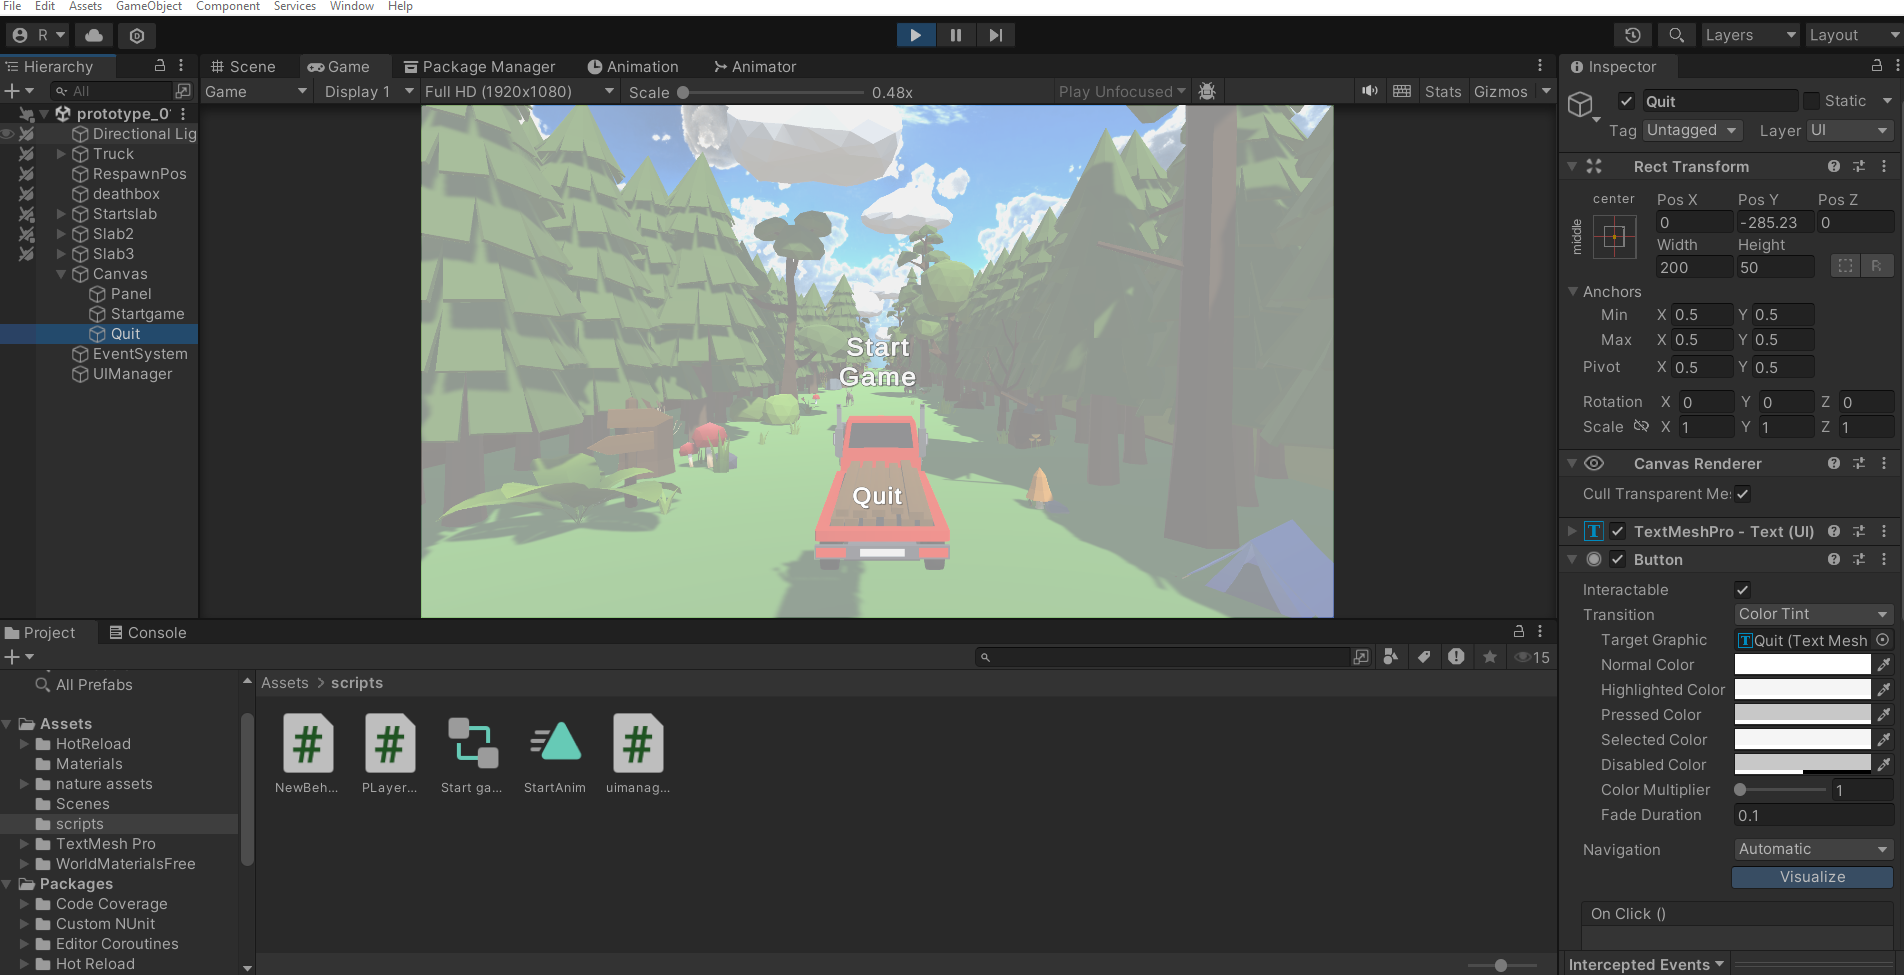 File Edit Assets GameObject Component Services Window Help
R
Layers Layout
Hierarchy
All
prototype_0
Directional Lig
Truck
RespawnPos
deathbox
Startslab
Slab2
Slab3
Canvas
Panel
Startgame
Quit
EventSystem
UIManager
Scene Game Package Manager Animation Animator
Game Display 1 Full HD (1920x1080) Scale 0.48x Play Unfocused Stats Gizmos
Start
Game
Quit
Inspector
Quit Static
Tag Untagged Layer UI
Rect Transform
center
middle
Pos X Pos Y Pos Z
0 -285.23 0
Width Height
200 50 R
Anchors
Min X 0.5 Y 0.5
Max X 0.5 Y 0.5
Pivot X 0.5 Y 0.5
Rotation X 0 Y 0 Z 0
Scale X 1 Y 1 Z 1
Canvas Renderer
Cull Transparent Me
TextMeshPro - Text (UI)
Button
Interactable
Transition Color Tint
Target Graphic Quit (Text Mesh
Normal Color
Highlighted Color
Pressed Color
Selected Color
Disabled Color
Color Multiplier 1
Fade Duration 0.1
Navigation Automatic
Visualize
On Click ()
Intercepted Events
Project Console
15
All Prefabs
Assets
HotReload
Materials
nature assets
Scenes
scripts
TextMesh Pro
WorldMaterialsFree
Packages
Code Coverage
Custom NUnit
Editor Coroutines
Hot Reload
Assets > scripts
NewBeh... PLayer... Start ga... StartAnim uimanag...